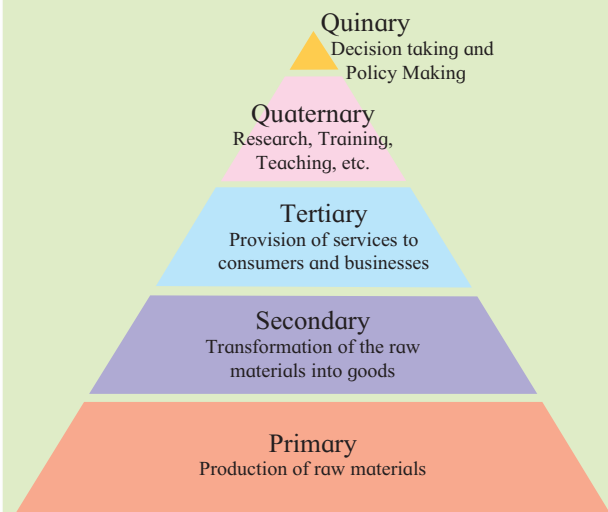 Quinary
Decision taking and
Policy Making
Quaternary
Research, Training,
Teaching, etc.
Tertiary
Provision of services to
consumers and businesses
Secondary
Transformation of the raw
materials into goods
Primary
Production of raw materials